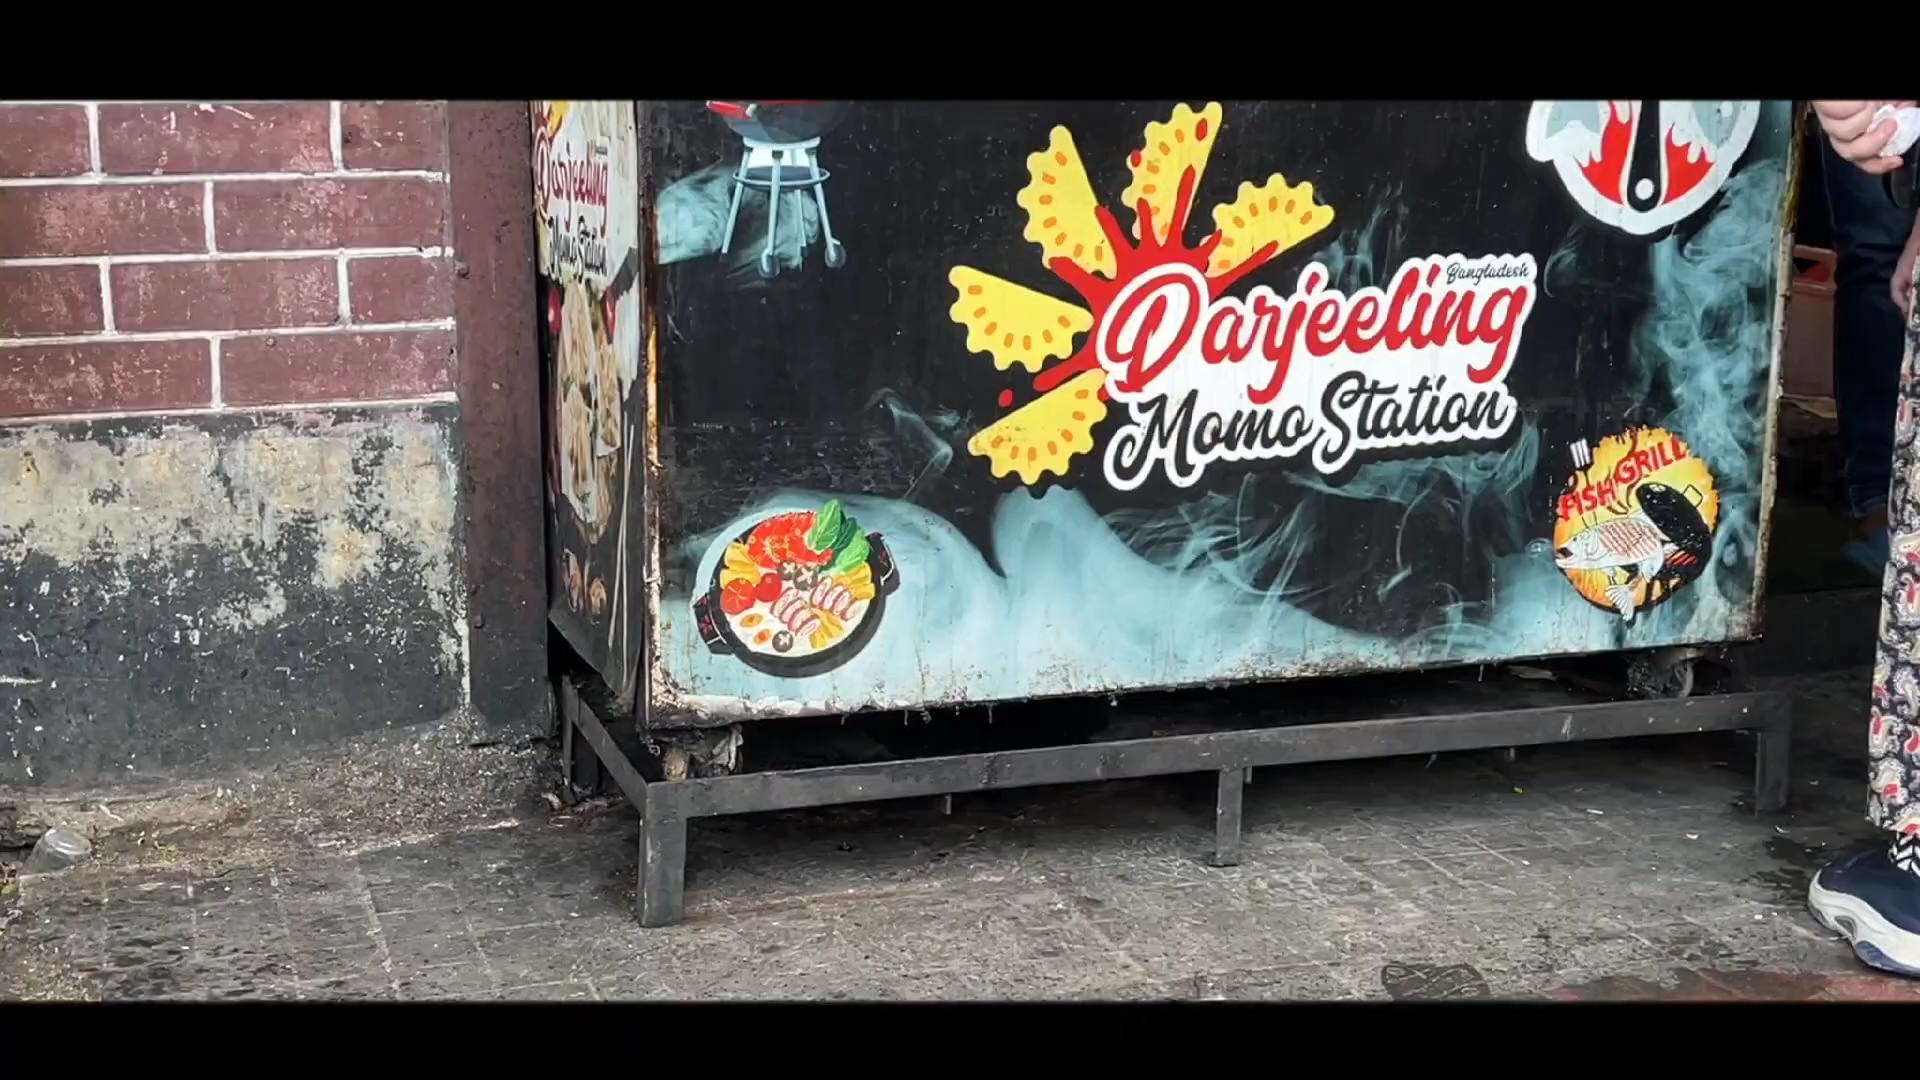 Darjeeling
Momo Station
Bangladesh
Darjeeling
Momo Station
FISH GRILL